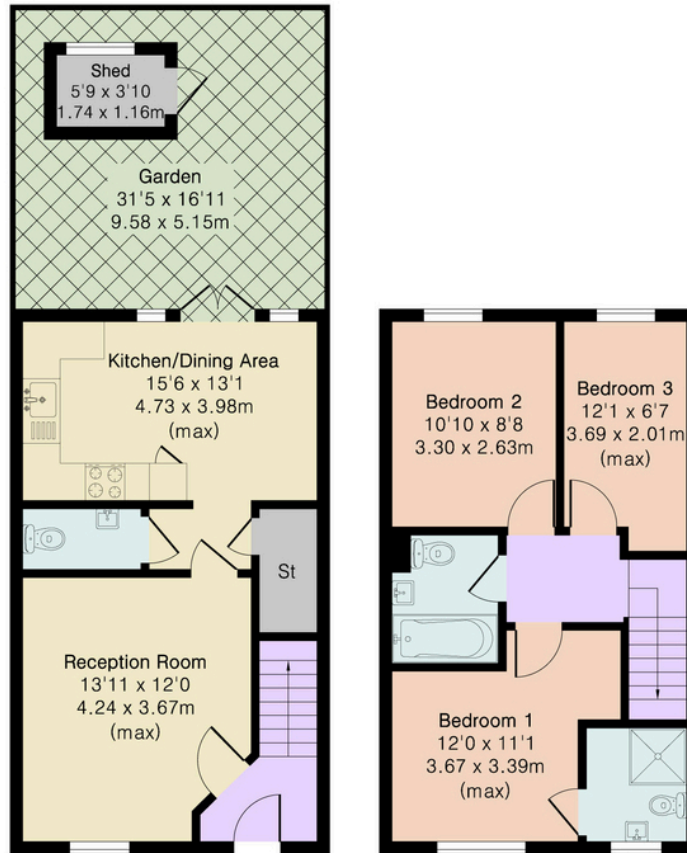 Shed
5'9 x 3'10
1.74 x 1.16m
Garden
31'5 x 16'11
9.58 x 5.15m
Kitchen/Dining Area
15'6 x 13'1
4.73 x 3.98m
(max)
St
Reception Room
13'11 x 12'0
4.24 x 3.67m
(max)
Bedroom 2
10'10 x 8'8
3.30 x 2.63m
Bedroom 3
12'1 x 6'7
3.69 x 2.01m
(max)
Bedroom 1
12'0 x 11'1
3.67 x 3.39m
(max)